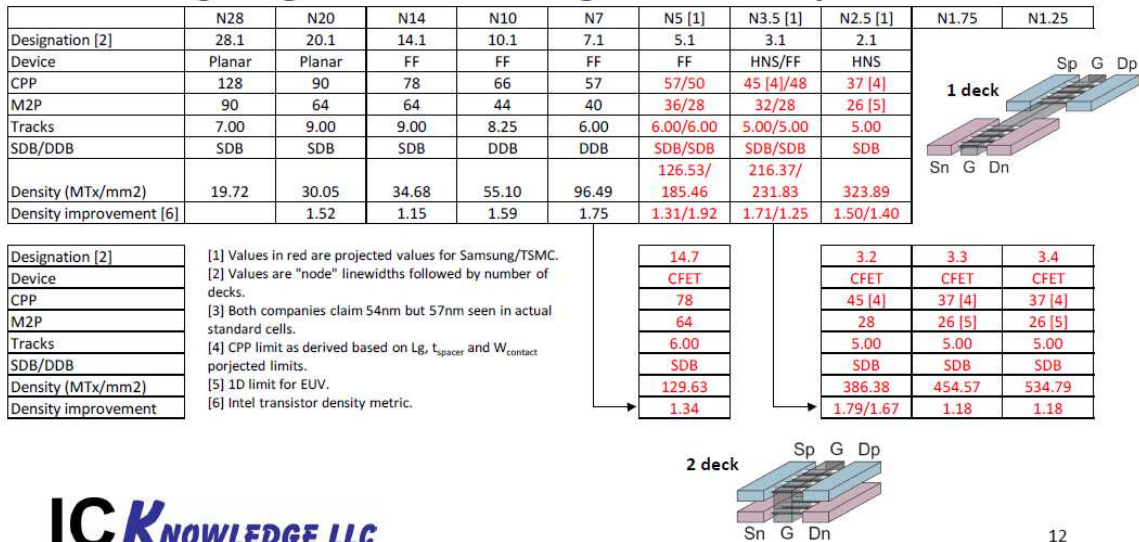 N28 N20 N14 N10 N7 N5 [1] N3.5 [1] N2.5 [1] N1.75 N1.25
Designation [2] 28.1 20.1 14.1 10.1 7.1 5.1 3.1 2.1
Device Planar Planar FF FF FF FF HNS/FF HNS
CPP 128 90 78 66 57 57/50 45 [4]/48 37 [4]
M2P 90 64 64 44 40 36/28 32/28 26 [5]
Tracks 7.00 9.00 9.00 8.25 6.00 6.00/6.00 5.00/5.00 5.00
SDB/DDB SDB SDB SDB DDB DDB SDB/SDB SDB/SDB SDB
126.53/ 216.37/
Density (MTx/mm2) 19.72 30.05 34.68 55.10 96.49 185.46 231.83 323.89
Density improvement [6] 1.52 1.15 1.59 1.75 1.31/1.92 1.71/1.25 1.50/1.40
1 deck
Sp G Dp
Sn G Dn
Designation [2] 14.7 3.2 3.3 3.4
Device CFET CFET CFET CFET
CPP 78 45 [4] 37 [4] 37 [4]
M2P 64 28 26 [5] 26 [5]
Tracks 6.00 5.00 5.00 5.00
SDB/DDB SDB SDB SDB SDB
Density (MTx/mm2) 129.63 386.38 454.57 534.79
Density improvement 1.34 1.79/1.67 1.18 1.18
[1] Values in red are projected values for Samsung/TSMC.
[2] Values are "node" linewidths followed by number of
decks.
[3] Both companies claim 54nm but 57nm seen in actual
standard cells.
[4] CPP limit as derived based on Lg, tspacer and Wcontact
porjected limits.
[5] 1D limit for EUV.
[6] Intel transistor density metric.
2 deck
Sp G Dp
Sn G Dn
IC KNOWLEDGE LLC
12